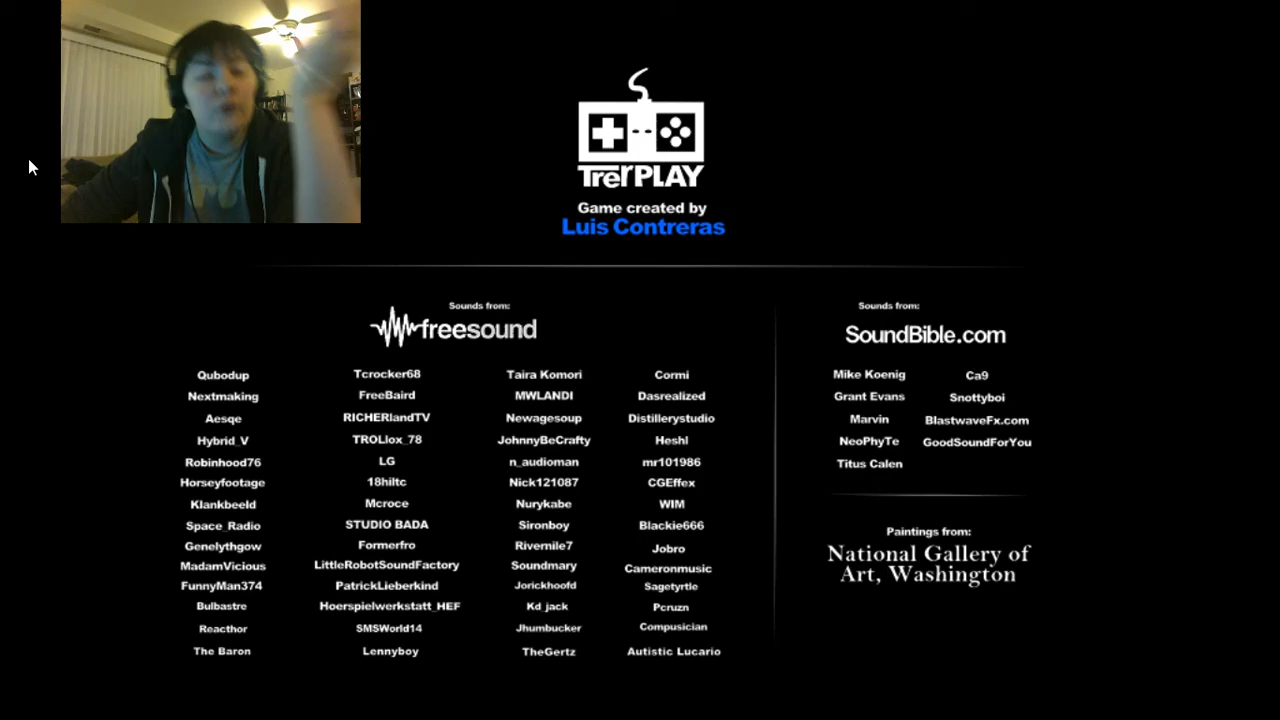 TrerPLAY
Game created by
Luis Contreras
Sounds from:
freesound
Qubodup
Nextmaking
Aesqe
Hybrid_V
Robinhood76
Horseyfootage
Klankbeeld
Space_Radio
Genelythgow
MadamVicious
FunnyMan374
Bulbastre
Reacthor
The Baron
Tcrocker68
FreeBaird
RICHERlandTV
TROLlox_78
LG
18hiltc
Mcroce
STUDIO BADA
Formerfro
LittleRobotSoundFactory
PatrickLieberkind
Hoerspielwerkstatt_HEF
SMSWorld14
Lennyboy
Taira Komori
MWLANDI
Newagesoup
JohnnyBeCrafty
n_audioman
Nick121087
Nurykabe
Sironboy
Rivernile7
Soundmary
Jorickhoofd
Kd_jack
Jhumbucker
TheGertz
Cormi
Dasrealized
Distillerystudio
Heshl
mr101986
CGEffex
WIM
Blackie666
Jobro
Cameronmusic
Sagetyrtle
Pcruzn
Compusician
Autistic Lucario
Sounds from:
SoundBible.com
Mike Koenig
Grant Evans
Marvin
NeoPhyTe
Titus Calen
Ca9
Snottyboi
BlastwaveFx.com
GoodSoundForYou
Paintings from:
National Gallery of
Art, Washington